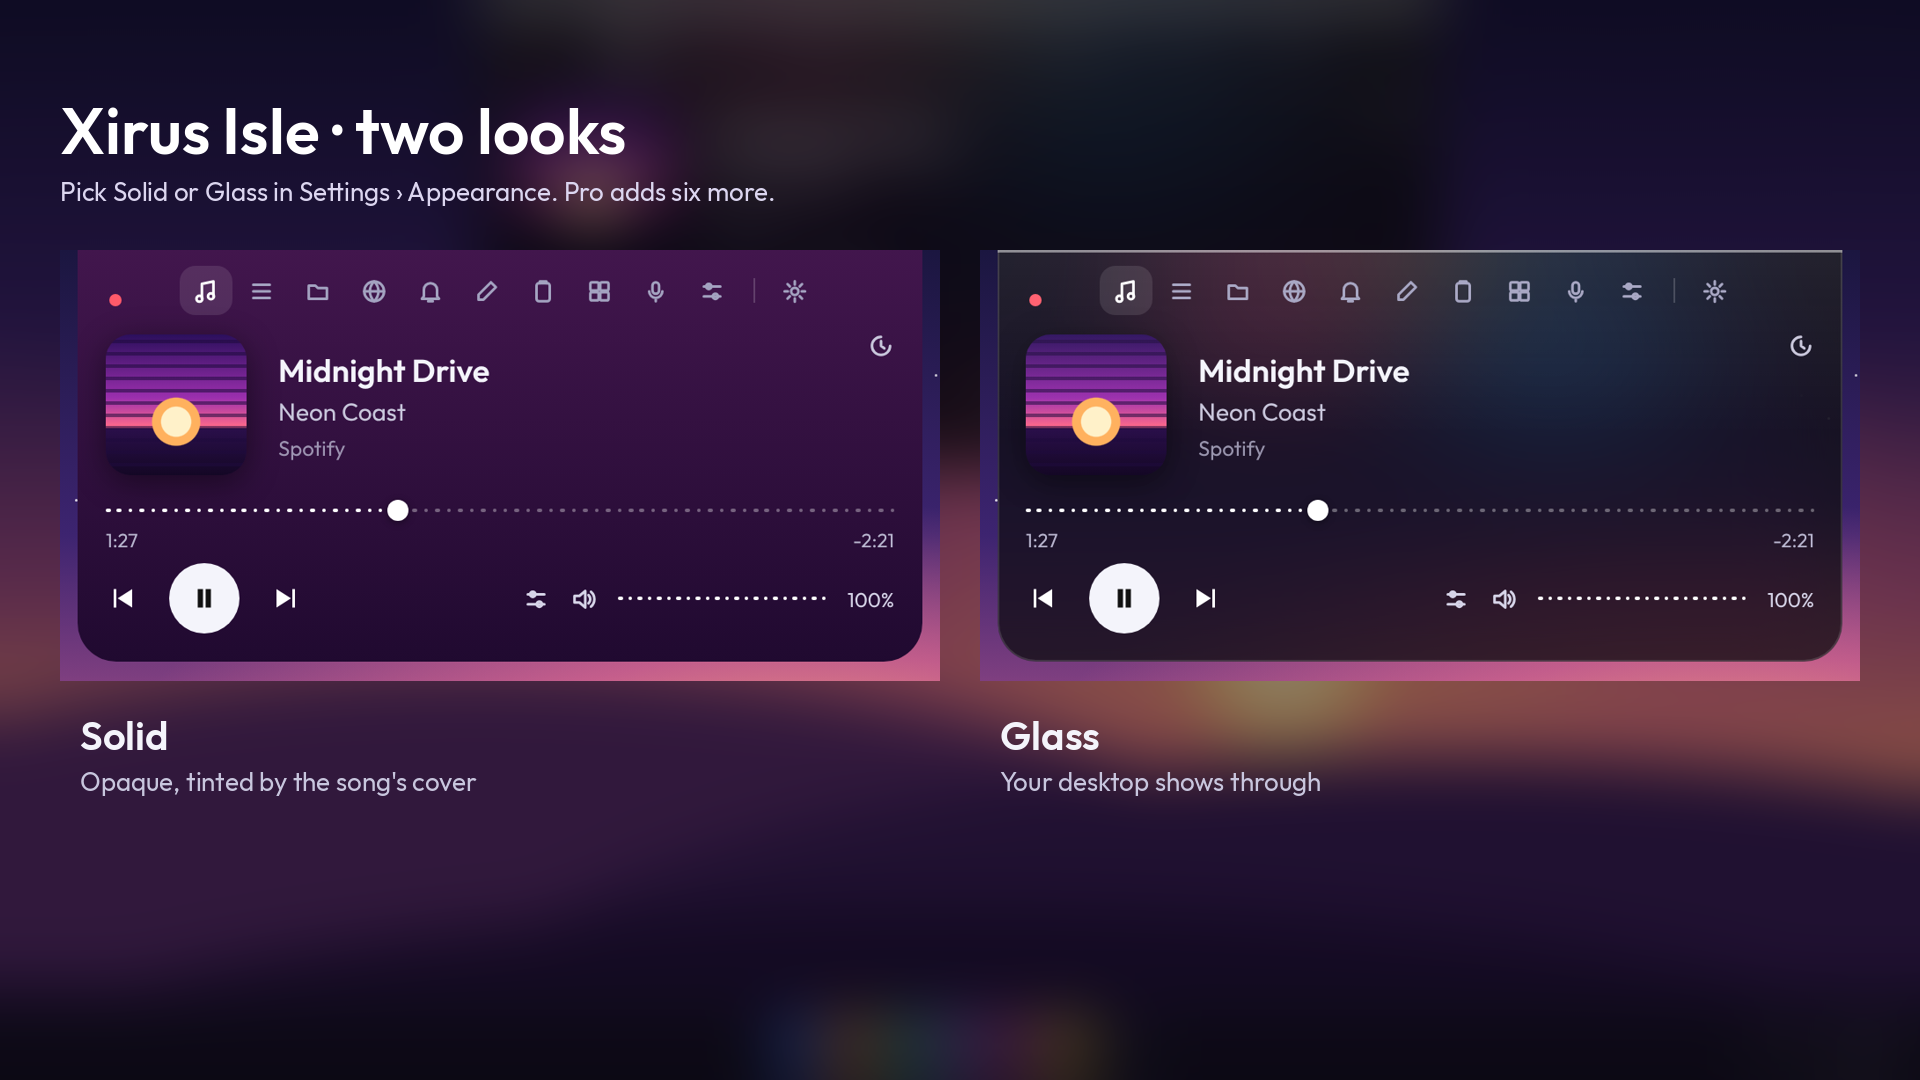 Xirus Isle · two looks
Pick Solid or Glass in Settings › Appearance. Pro adds six more.
Midnight Drive
Neon Coast
Spotify
1:27
-2:21
100%
Midnight Drive
Neon Coast
Spotify
1:27
-2:21
100%
Solid
Opaque, tinted by the song's cover
Glass
Your desktop shows through